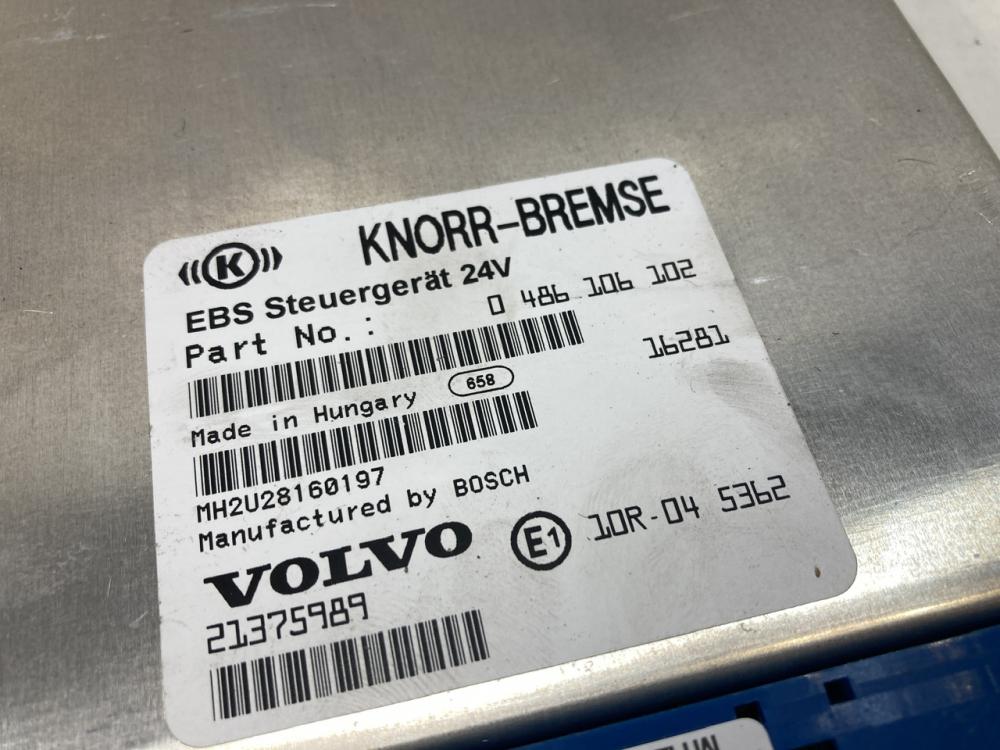 K KNORR-BREMSE
EBS Steuergerät 24V
Part No.: 0 486 106 102
16281
Made in Hungary 658
MH2U28160197
Manufactured by BOSCH
VOLVO E1 10R-04 5362
21375989